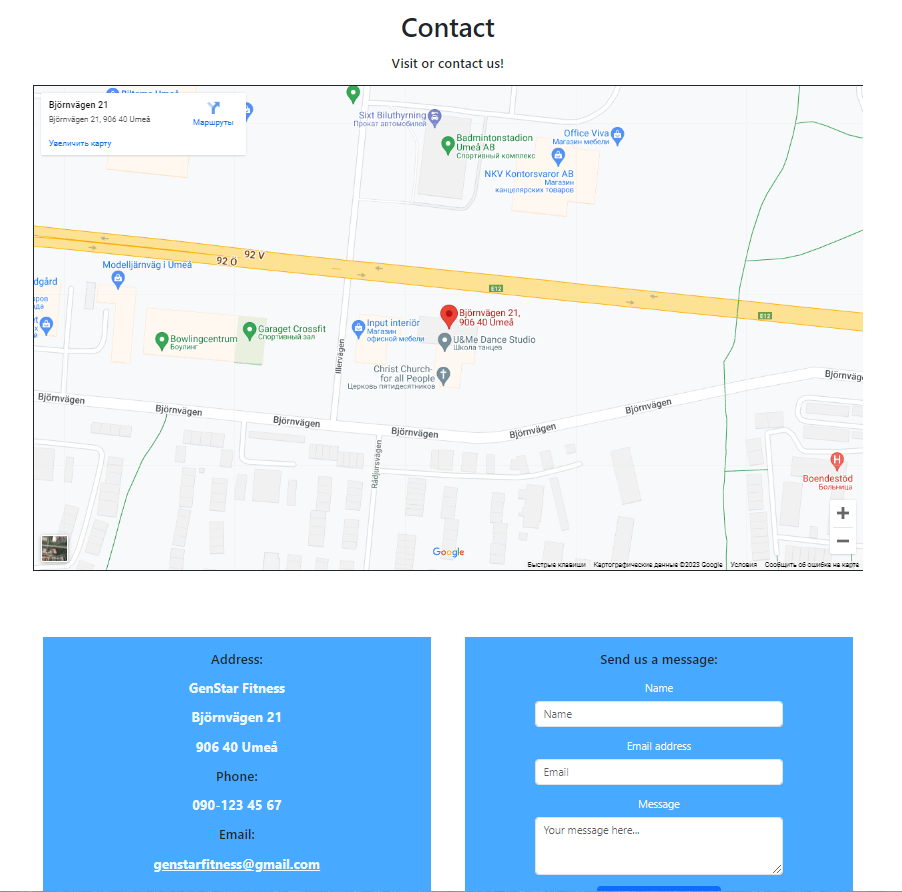 Contact
Visit or contact us!
Björnvägen 21
Björnvägen 21, 906 40 Umeå
Маршруты
Увеличить карту
Sixt Biluthyrning
Прокат автомобилей
Badmintonstadion
Umeå AB
Спортивный комплекс
Office Viva
Магазин мебели
NKV Kontorsvaror AB
Магазин
канцелярских товаров
92 Ö
92 V
Modelljärnväg i Umeå
E12
E12
Björnvägen 21,
906 40 Umeå
Input interiör
Магазин
офисной мебели
U&Me Dance Studio
Школа танцев
Garaget Crossfit
Спортивный зал
Bowlingcentrum
Боулинг
Christ Church-
for all People
Церковь пятидесятников
Illervägen
Björnvägen
Björnvägen
Björnvägen
Björnvägen
Björnvägen
Björnvägen
Rådjursvägen
Boendestöd
Больница
Google
Быстрые клавиши
Картографические данные ©2023 Google
Условия
Сообщить об ошибке на карте
Address:
GenStar Fitness
Björnvägen 21
906 40 Umeå
Phone:
090-123 45 67
Email:
genstarfitness@gmail.com
Send us a message:
Name
Name
Email address
Email
Message
Your message here...